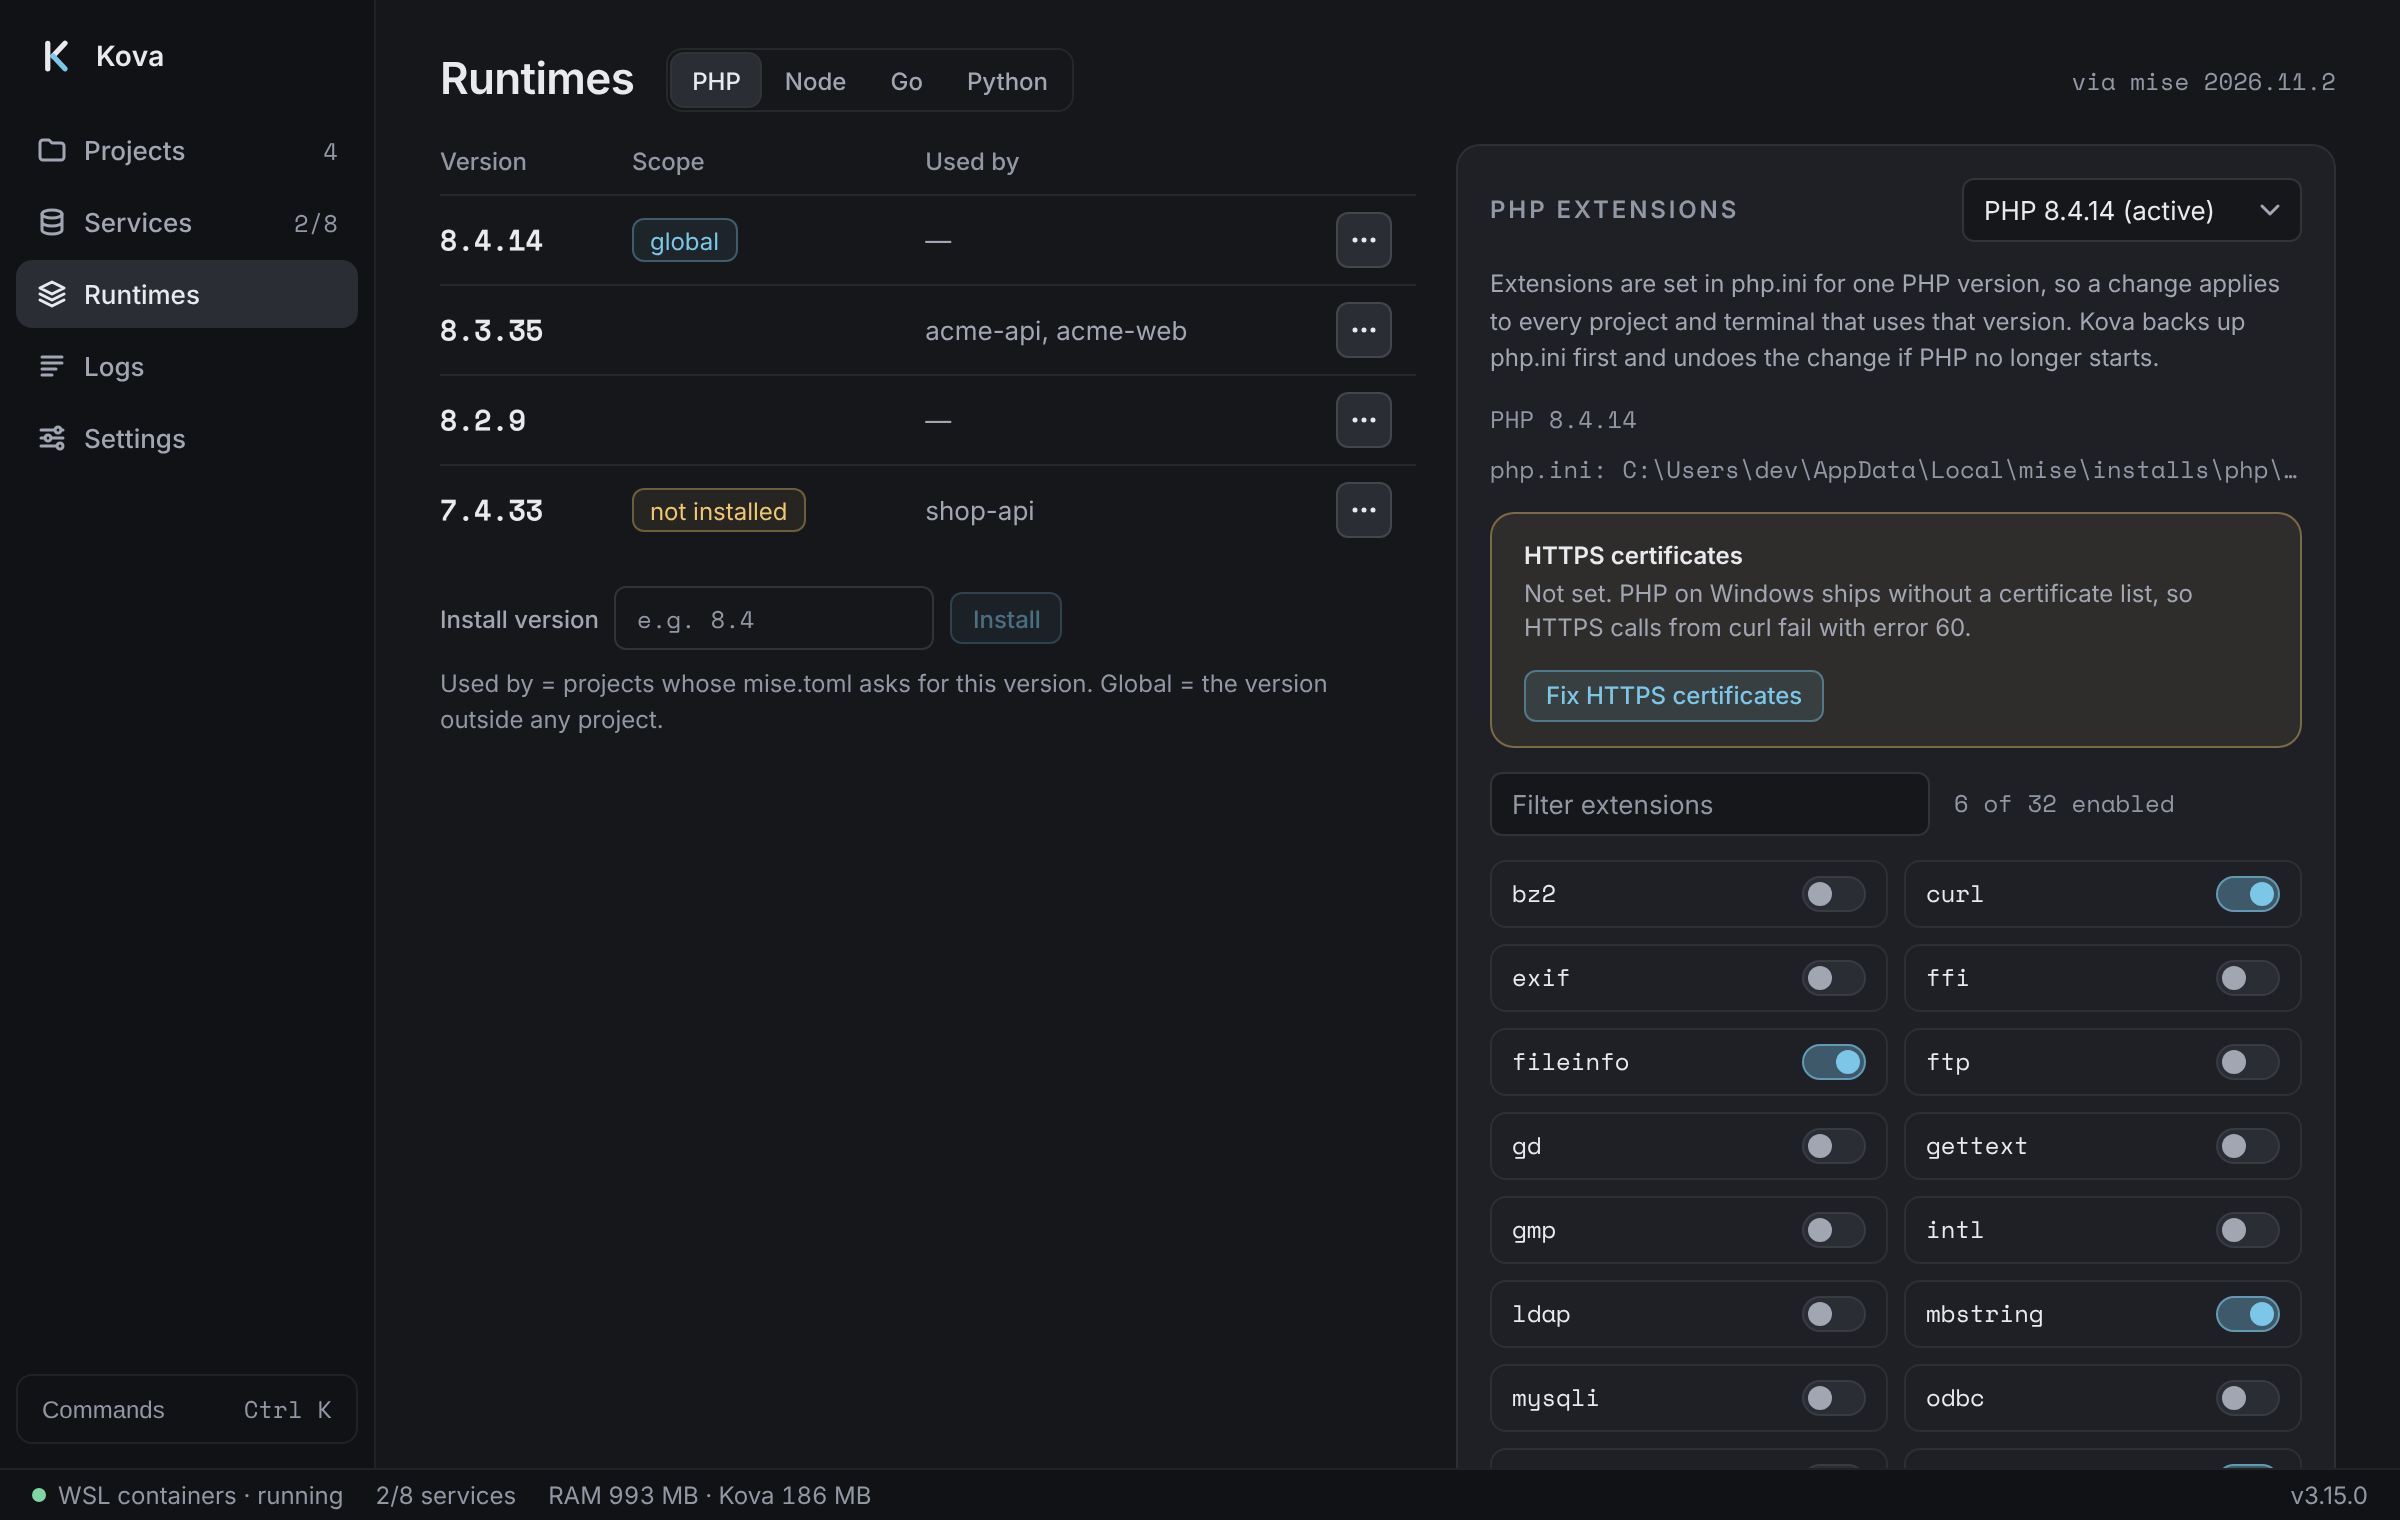 Kova
Projects 4
Services 2/8
Runtimes
Logs
Settings
Commands Ctrl K
Runtimes
PHP Node Go Python
via mise 2026.11.2
Version Scope Used by
8.4.14 global —
8.3.35 acme-api, acme-web
8.2.9 —
7.4.33 not installed shop-api
Install version e.g. 8.4 Install
Used by = projects whose mise.toml asks for this version. Global = the version
outside any project.
PHP EXTENSIONS PHP 8.4.14 (active)
Extensions are set in php.ini for one PHP version, so a change applies
to every project and terminal that uses that version. Kova backs up
php.ini first and undoes the change if PHP no longer starts.
PHP 8.4.14
php.ini: C:\Users\dev\AppData\Local\mise\installs\php\…
HTTPS certificates
Not set. PHP on Windows ships without a certificate list, so
HTTPS calls from curl fail with error 60.
Fix HTTPS certificates
Filter extensions 6 of 32 enabled
bz2 curl
exif ffi
fileinfo ftp
gd gettext
gmp intl
ldap mbstring
mysqli odbc
WSL containers · running 2/8 services RAM 993 MB · Kova 186 MB v3.15.0